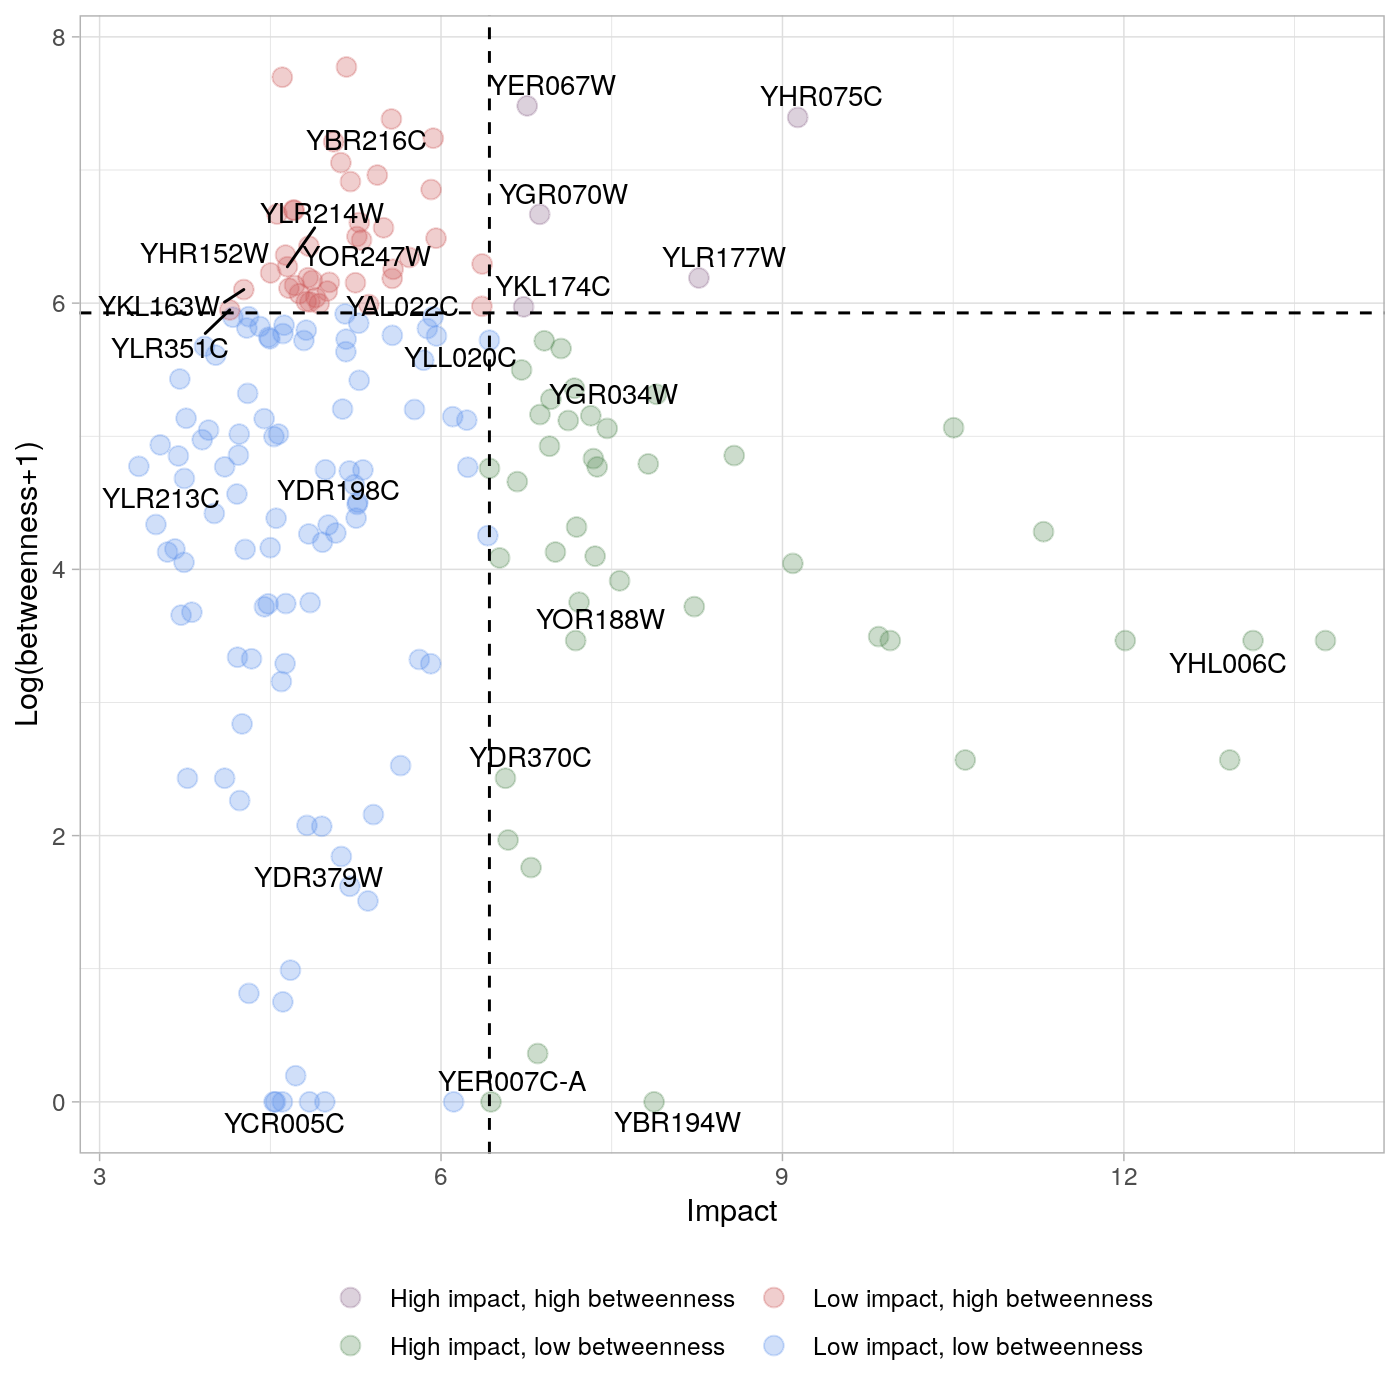 8
YER067W
YHR075C
YBR216C
YGR070W
YLR214W
YHR152W
YOR247W
YLR177W
YKL174C
6
YKL163W
YAL022C
YLR351C
YLL020C
YGR034W
YDR198C
YLR213C
Log(betweenness+1)
4
YOR188W
YHL006C
YDR370C
2
YDR379W
YER007C-A
0
YCR005C
YBR194W
3
6
9
12
Impact
High impact, high betweenness
Low impact, high betweenness
High impact, low betweenness
Low impact, low betweenness